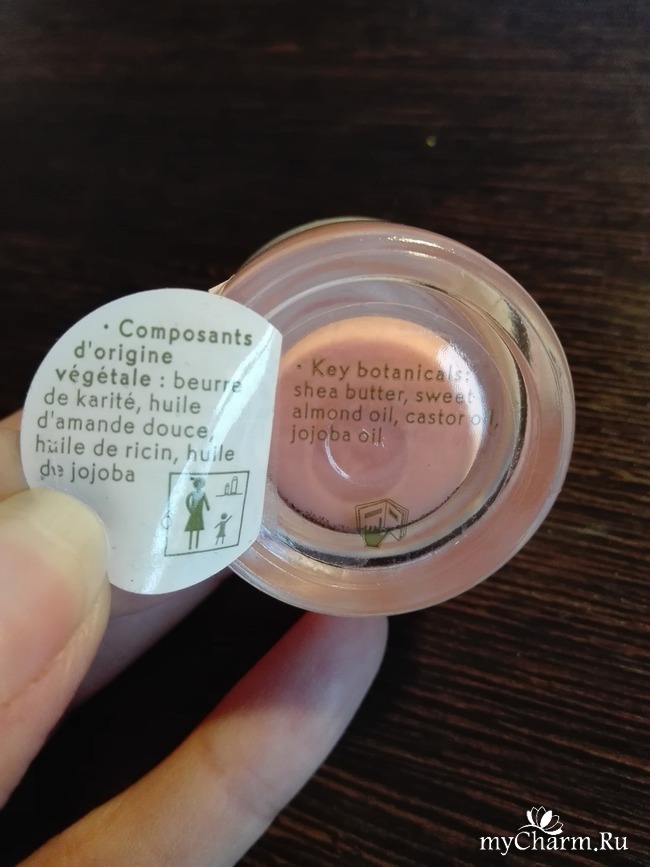 · Composants
d'origine
végétale : beurre
de karité, huile
d'amande douce,
huile de ricin, huile
de jojoba
· Key botanicals:
shea butter, sweet
almond oil, castor oil,
jojoba oil
myCharm.Ru